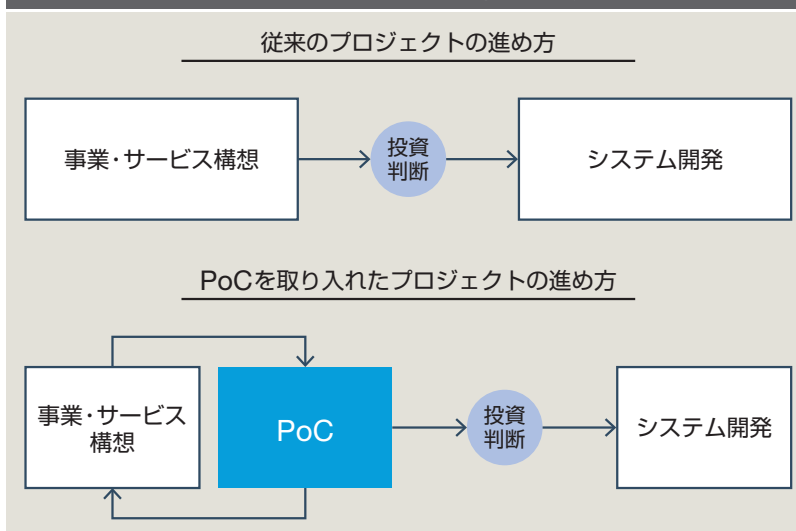 従来のプロジェクトの進め方
事業・サービス構想
投資
判断
システム開発
PoCを取り入れたプロジェクトの進め方
事業・サービス
構想
PoC
投資
判断
システム開発